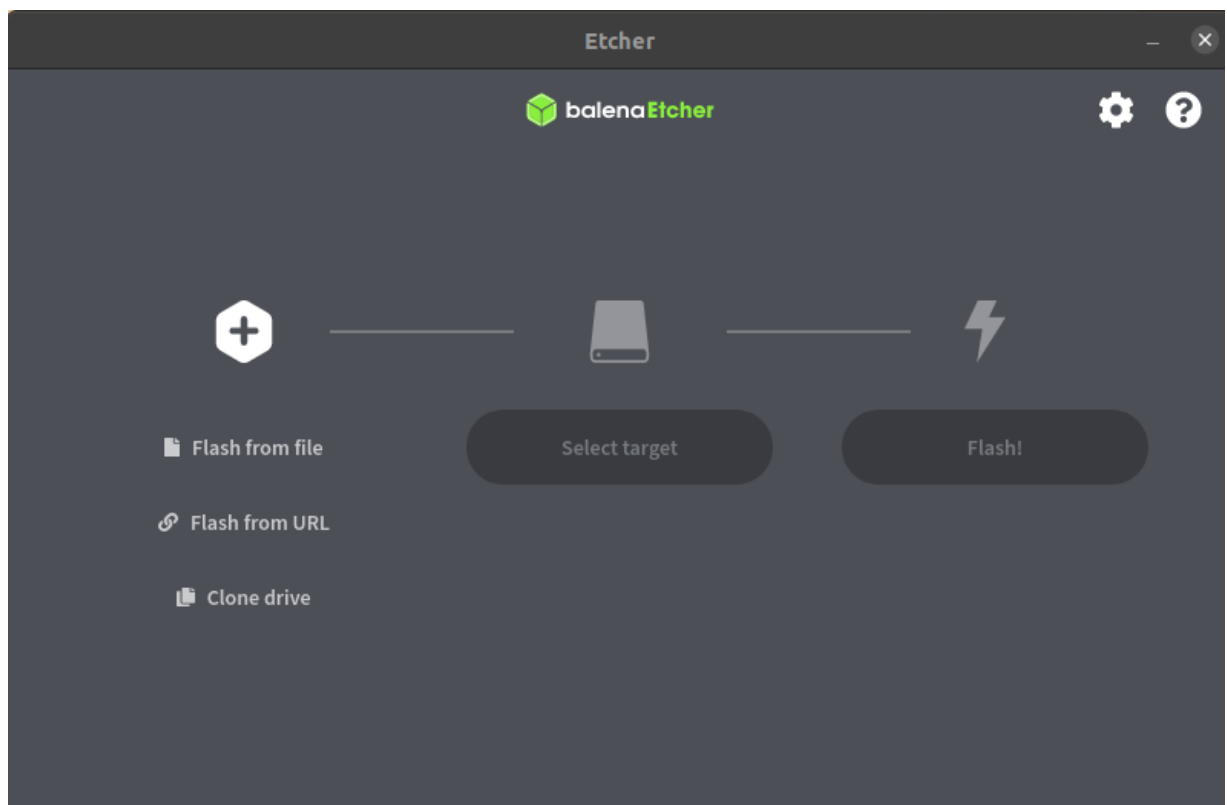 Etcher
balenaEtcher
Flash from file
Select target
Flash!
Flash from URL
Clone drive